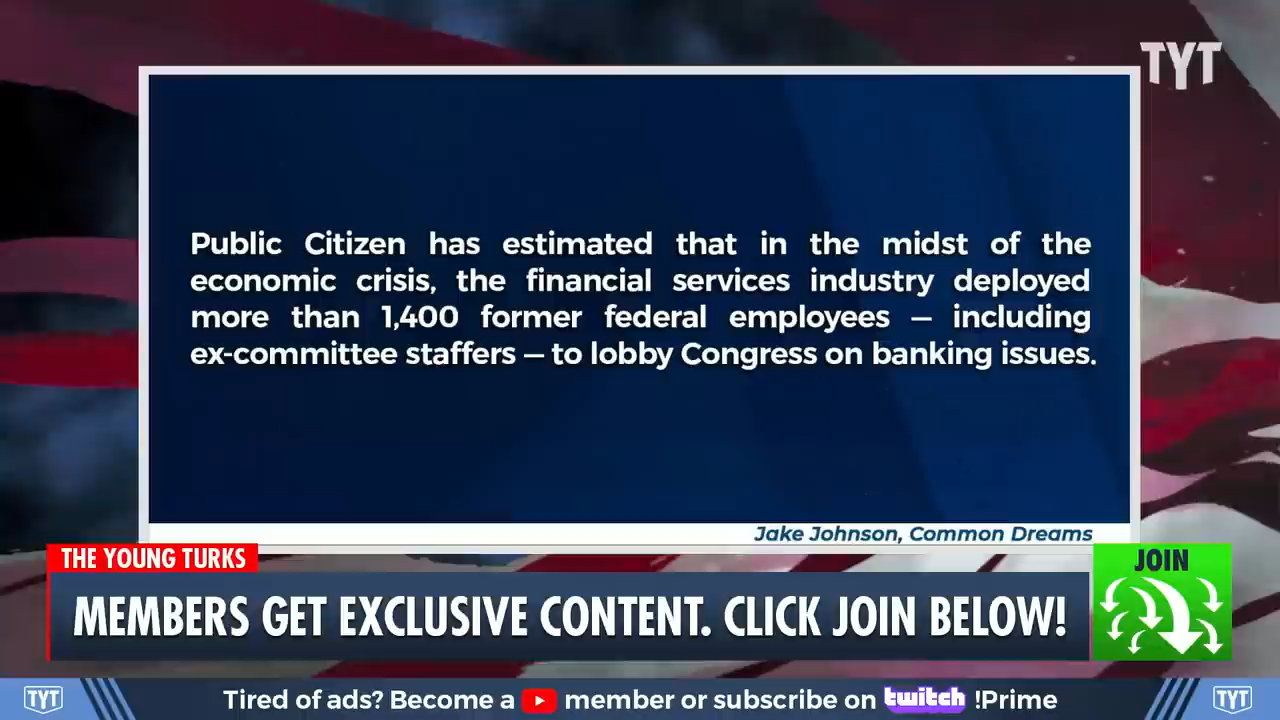 TYT
Public Citizen has estimated that in the midst of the
economic crisis, the financial services industry deployed
more than 1,400 former federal employees — including
ex-committee staffers — to lobby Congress on banking issues.
Jake Johnson, Common Dreams
THE YOUNG TURKS
JOIN
MEMBERS GET EXCLUSIVE CONTENT. CLICK JOIN BELOW!
TYT Tired of ads? Become a member or subscribe on twitch !Prime TYT